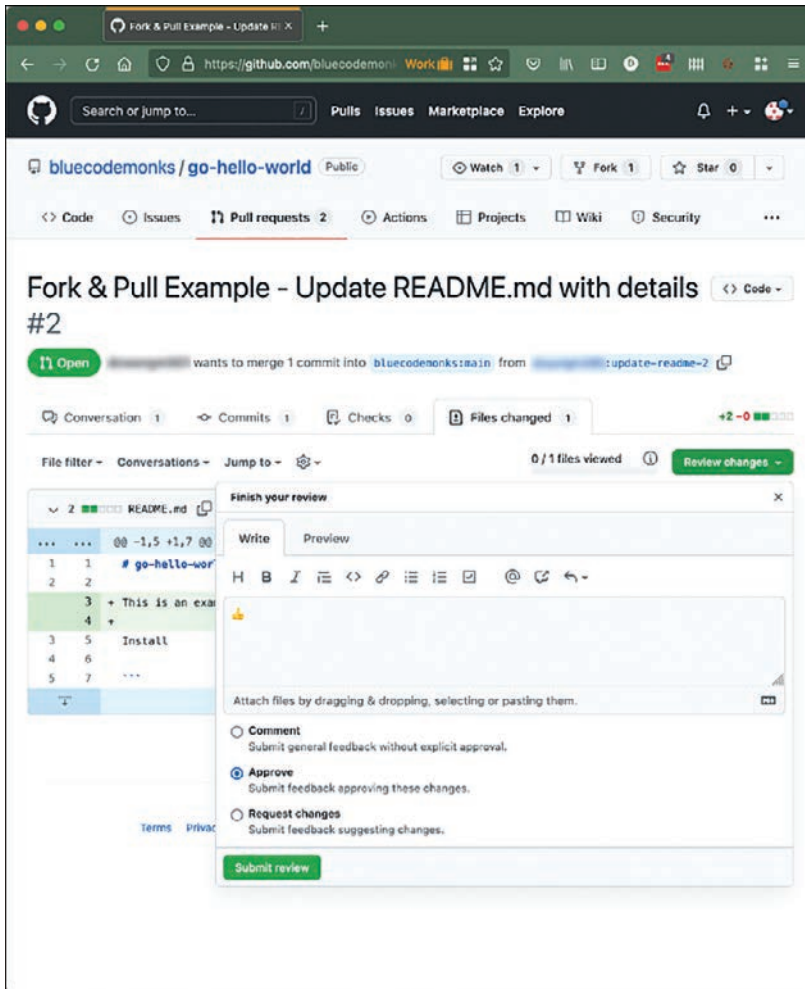 Fork & Pull Example - Update RE
https://github.com/bluecodemon Work
Search or jump to... / Pulls Issues Marketplace Explore
bluecodemonks / go-hello-world Public Watch 1 Fork 1 Star 0
<> Code Issues Pull requests 2 Actions Projects Wiki Security ...
Fork & Pull Example - Update README.md with details <> Code
#2
Open wants to merge 1 commit into bluecodemonks:main from :update-readme-2
Conversation 1 Commits 1 Checks 0 Files changed 1 +2 -0
File filter Conversations Jump to 0 / 1 files viewed Review changes
2 README.md Finish your review
... ... @@ -1,5 +1,7 @@ Write Preview
1 1 # go-hello-wor
2 2
3 + This is an exa
4 +
3 5 Install
4 6
5 7 ```
Attach files by dragging & dropping, selecting or pasting them.
Comment
Submit general feedback without explicit approval.
Approve
Submit feedback approving these changes.
Request changes
Submit feedback suggesting changes.
Terms Privac
Submit review